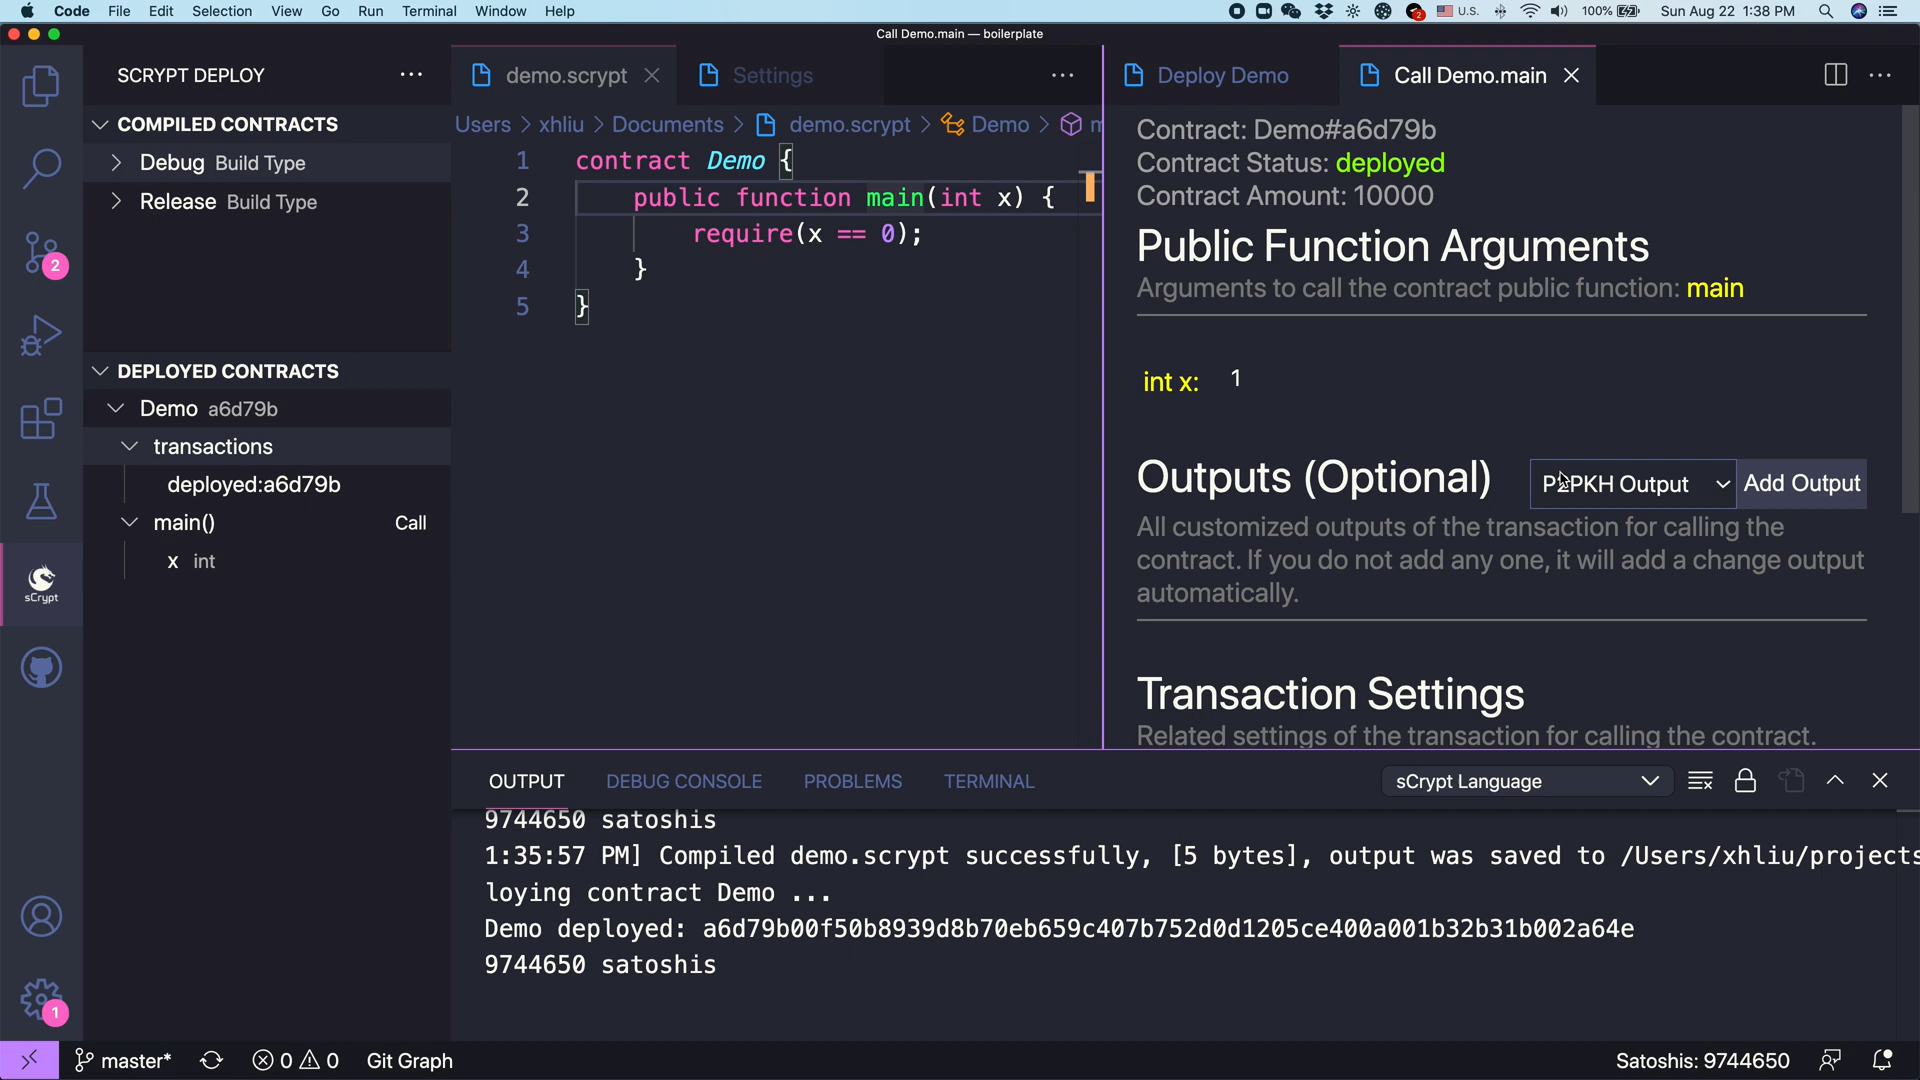 Code File Edit Selection View Go Run Terminal Window Help
2 U.S. 100% Sun Aug 22 1:38 PM
Call Demo.main — boilerplate
SCRYPT DEPLOY
COMPILED CONTRACTS
Debug Build Type
Release Build Type
2
DEPLOYED CONTRACTS
Demo a6d79b
transactions
deployed:a6d79b
main() Call
x int
sCrypt
1
demo.scrypt Settings
Users > xhliu > Documents > demo.scrypt > Demo > m
1 contract Demo {
2 public function main(int x) {
3 require(x == 0);
4 }
5 }
Deploy Demo Call Demo.main
Contract: Demo#a6d79b
Contract Status: deployed
Contract Amount: 10000
Public Function Arguments
Arguments to call the contract public function: main
int x: 1
Outputs (Optional) P2PKH Output Add Output
All customized outputs of the transaction for calling the
contract. If you do not add any one, it will add a change output
automatically.
Transaction Settings
Related settings of the transaction for calling the contract.
OUTPUT DEBUG CONSOLE PROBLEMS TERMINAL sCrypt Language
9744650 satoshis
1:35:57 PM] Compiled demo.scrypt successfully, [5 bytes], output was saved to /Users/xhliu/projects
loying contract Demo ...
Demo deployed: a6d79b00f50b8939d8b70eb659c407b752d0d1205ce400a001b32b31b002a64e
9744650 satoshis
master* 0 0 Git Graph Satoshis: 9744650